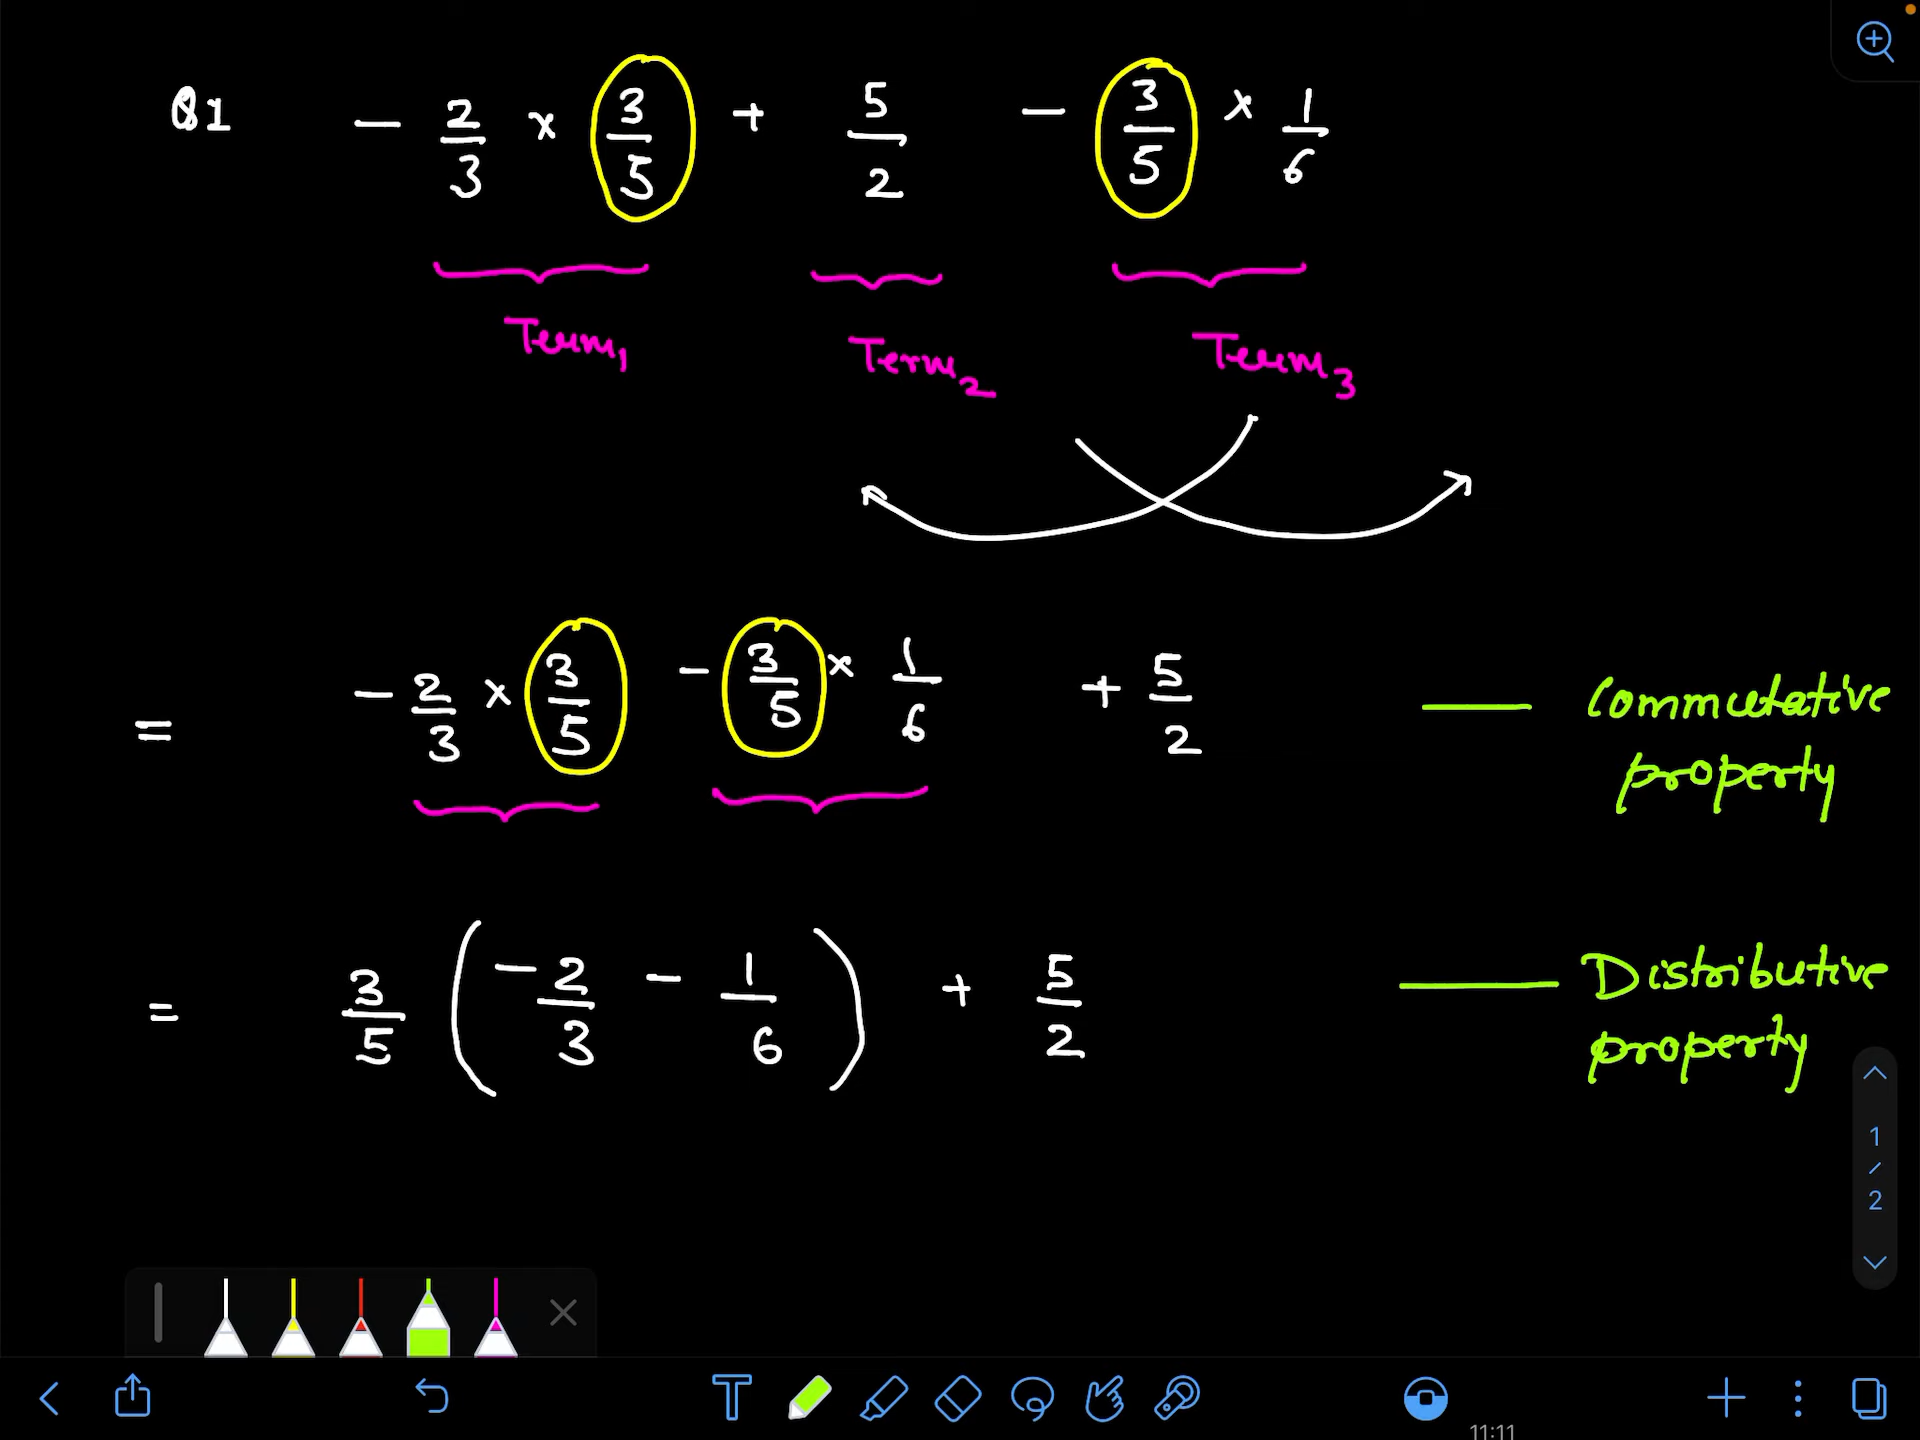 Q1 - 2/3 × 3/5 + 5/2 - 3/5 × 1/6
Term1 Term2 Term3
= - 2/3 × 3/5 - 3/5 × 1/6 + 5/2 — Commutative
property
= 3/5 ( - 2/3 - 1/6 ) + 5/2 — Distributive
property
1
/
2
11:11